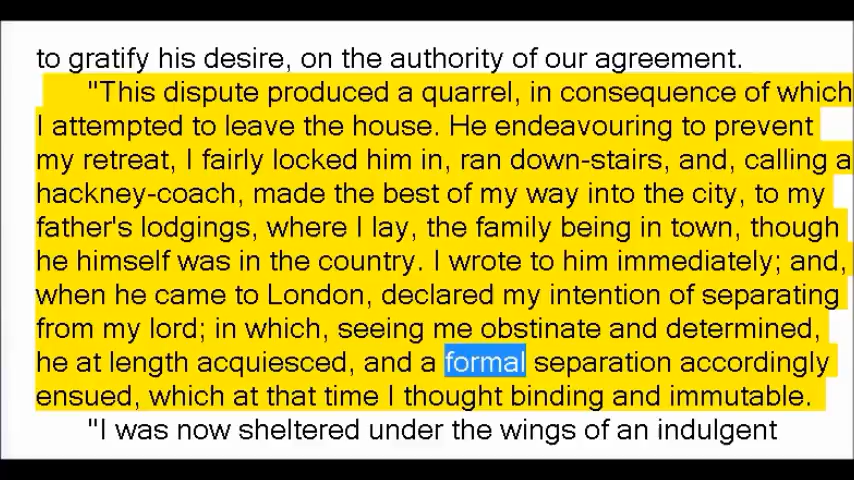 to gratify his desire, on the authority of our agreement.
"This dispute produced a quarrel, in consequence of which
I attempted to leave the house. He endeavouring to prevent
my retreat, I fairly locked him in, ran down-stairs, and, calling a
hackney-coach, made the best of my way into the city, to my
father's lodgings, where I lay, the family being in town, though
he himself was in the country. I wrote to him immediately; and,
when he came to London, declared my intention of separating
from my lord; in which, seeing me obstinate and determined,
he at length acquiesced, and a formal separation accordingly
ensued, which at that time I thought binding and immutable.
"I was now sheltered under the wings of an indulgent